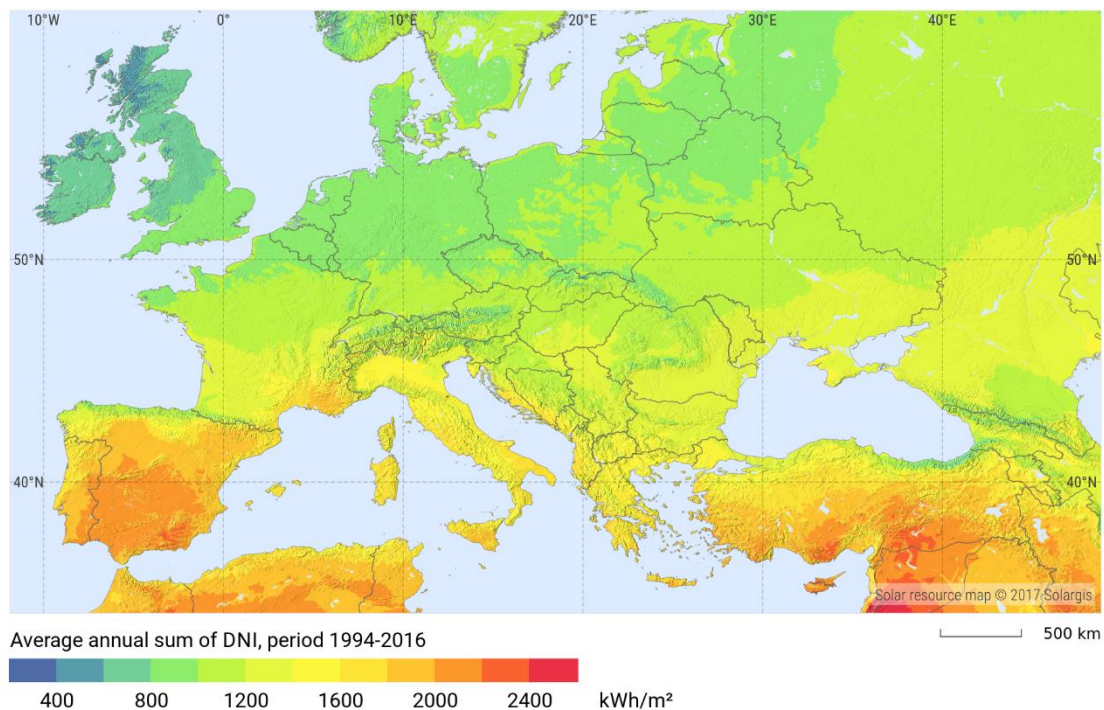 10°W 0° 10°E 20°E 30°E 40°E
50°N 50°N
40°N 40°N
Solar resource map © 2017 Solargis
Average annual sum of DNI, period 1994-2016
500 km
400 800 1200 1600 2000 2400 kWh/m²